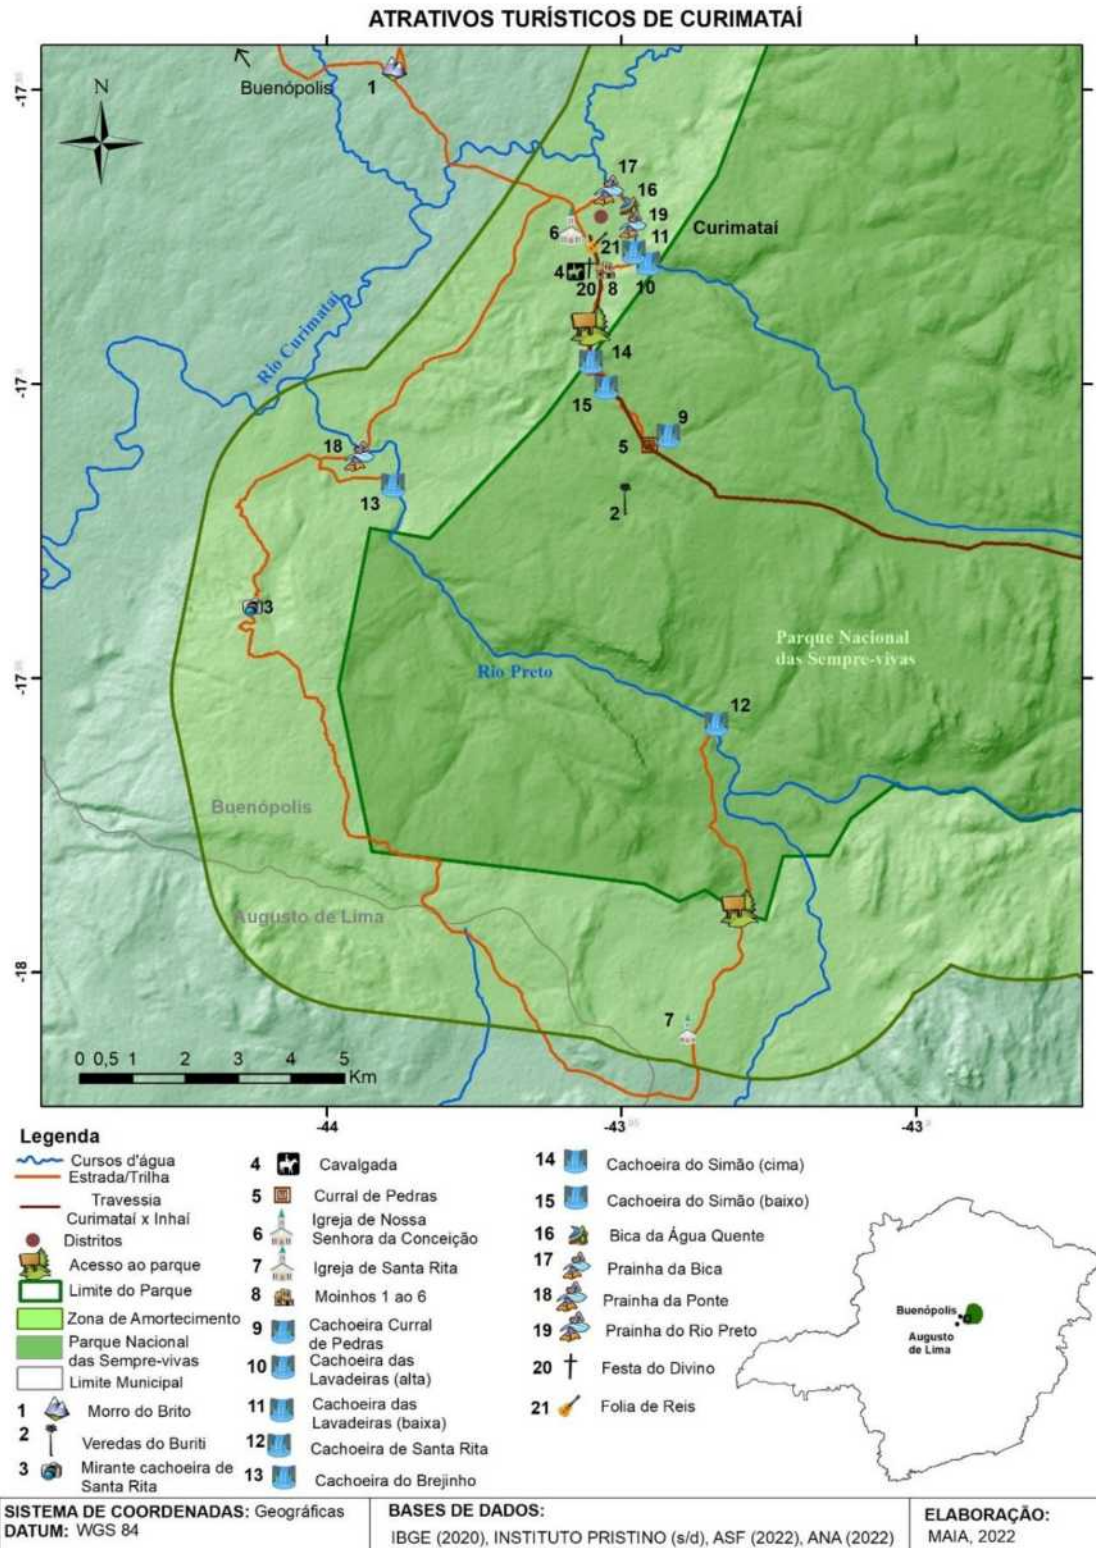 ATRATIVOS TURÍSTICOS DE CURIMATAÍ
Buenópolis
1
N
17
16
6
19
11
Curimataí
21
4
20
8
10
Rio Curimataí
14
15
9
5
18
13
2
3
Parque Nacional
das Sempre-vivas
Rio Preto
12
Buenópolis
Augusto de Lima
7
0 0,5 1 2 3 4 5
Km
-17,95
-17,9
-17,95
-18
-44
-43,95
-43,9
Legenda
Cursos d'água
Estrada/Trilha
Travessia
Curimataí x Inhaí
Distritos
Acesso ao parque
Limite do Parque
Zona de Amortecimento
Parque Nacional
das Sempre-vivas
Limite Municipal
1 Morro do Brito
2 Veredas do Buriti
3 Mirante cachoeira de
Santa Rita
4 Cavalgada
5 Curral de Pedras
6 Igreja de Nossa
Senhora da Conceição
7 Igreja de Santa Rita
8 Moinhos 1 ao 6
9 Cachoeira Curral
de Pedras
10 Cachoeira das
Lavadeiras (alta)
11 Cachoeira das
Lavadeiras (baixa)
12 Cachoeira de Santa Rita
13 Cachoeira do Brejinho
14 Cachoeira do Simão (cima)
15 Cachoeira do Simão (baixo)
16 Bica da Água Quente
17 Prainha da Bica
18 Prainha da Ponte
19 Prainha do Rio Preto
20 Festa do Divino
21 Folia de Reis
Buenópolis
Augusto
de Lima
SISTEMA DE COORDENADAS: Geográficas
DATUM: WGS 84
BASES DE DADOS:
IBGE (2020), INSTITUTO PRISTINO (s/d), ASF (2022), ANA (2022)
ELABORAÇÃO:
MAIA, 2022